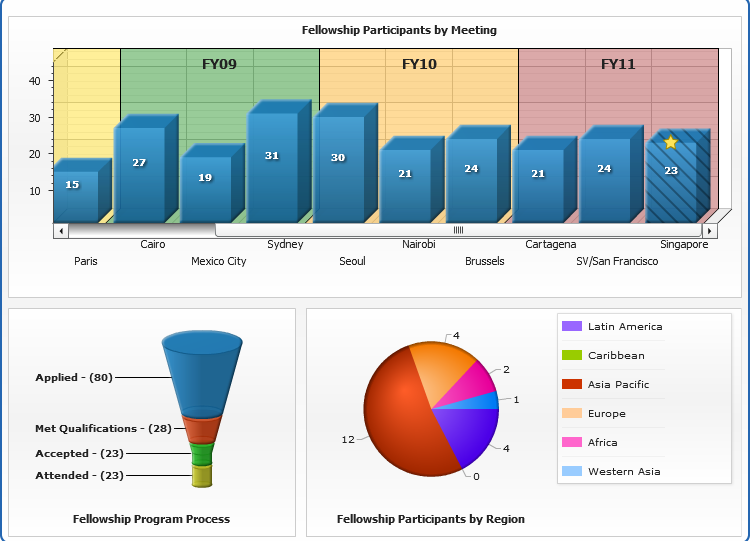 Fellowship Participants by Meeting
FY09 FY10 FY11
40
30
20
10
15 27 19 31 30 21 24 21 24 23
Cairo Sydney Nairobi Cartagena Singapore
Paris Mexico City Seoul Brussels SV/San Francisco
Applied - (80)
Met Qualifications - (28)
Accepted - (23)
Attended - (23)
Fellowship Program Process
4
2
1
12
4
0
Latin America
Caribbean
Asia Pacific
Europe
Africa
Western Asia
Fellowship Participants by Region